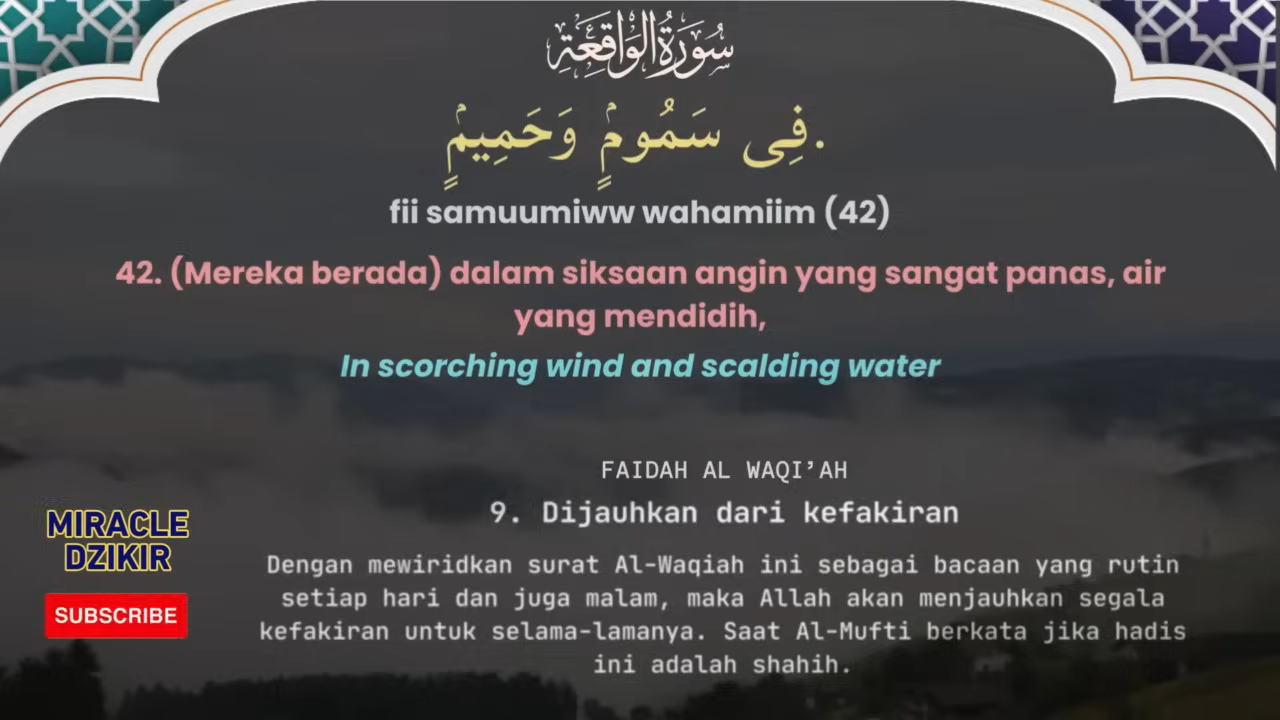 سُورَةُ الْوَاقِعَةِ
.فِى سَمُومٍۢ وَحَمِيمٍۢ
fii samuumiww wahamiim (42)
42. (Mereka berada) dalam siksaan angin yang sangat panas, air
yang mendidih,
In scorching wind and scalding water
FAIDAH AL WAQI’AH
9. Dijauhkan dari kefakiran
Dengan mewiridkan surat Al-Waqiah ini sebagai bacaan yang rutin
setiap hari dan juga malam, maka Allah akan menjauhkan segala
kefakiran untuk selama-lamanya. Saat Al-Mufti berkata jika hadis
ini adalah shahih.
MIRACLE
DZIKIR
SUBSCRIBE